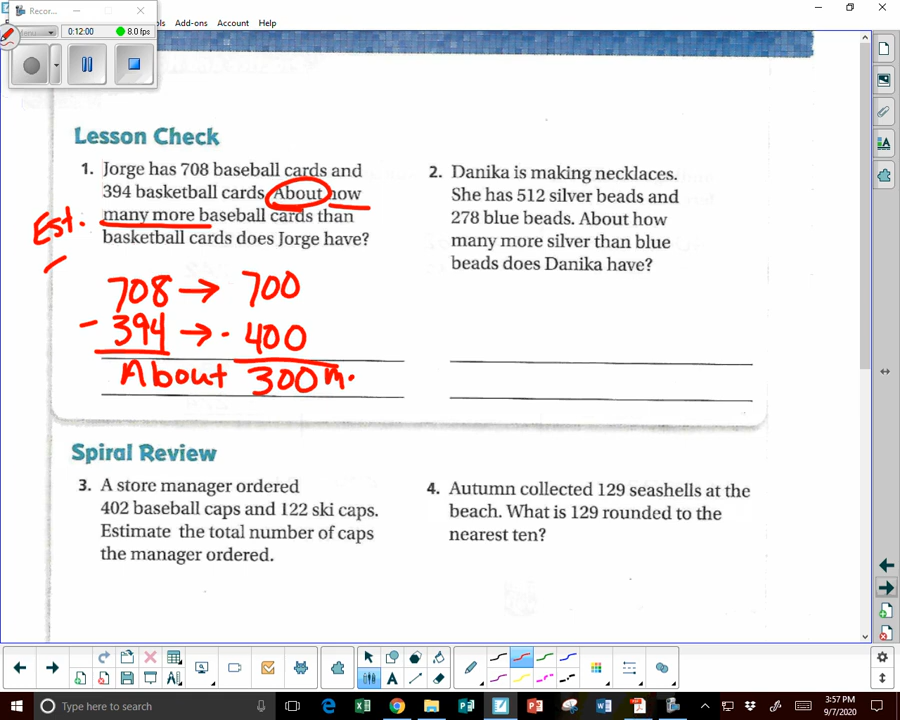 Recor...
Menu
0:12:00
8.0 fps
ols Add-ons Account Help
Lesson Check
1. Jorge has 708 baseball cards and
394 basketball cards. About how
many more baseball cards than
basketball cards does Jorge have?
Est.
708 → 700
- 394 → - 400
About 300 m.
2. Danika is making necklaces.
She has 512 silver beads and
278 blue beads. About how
many more silver than blue
beads does Danika have?
Spiral Review
3. A store manager ordered
402 baseball caps and 122 ski caps.
Estimate the total number of caps
the manager ordered.
4. Autumn collected 129 seashells at the
beach. What is 129 rounded to the
nearest ten?
Type here to search
3:57 PM
9/7/2020